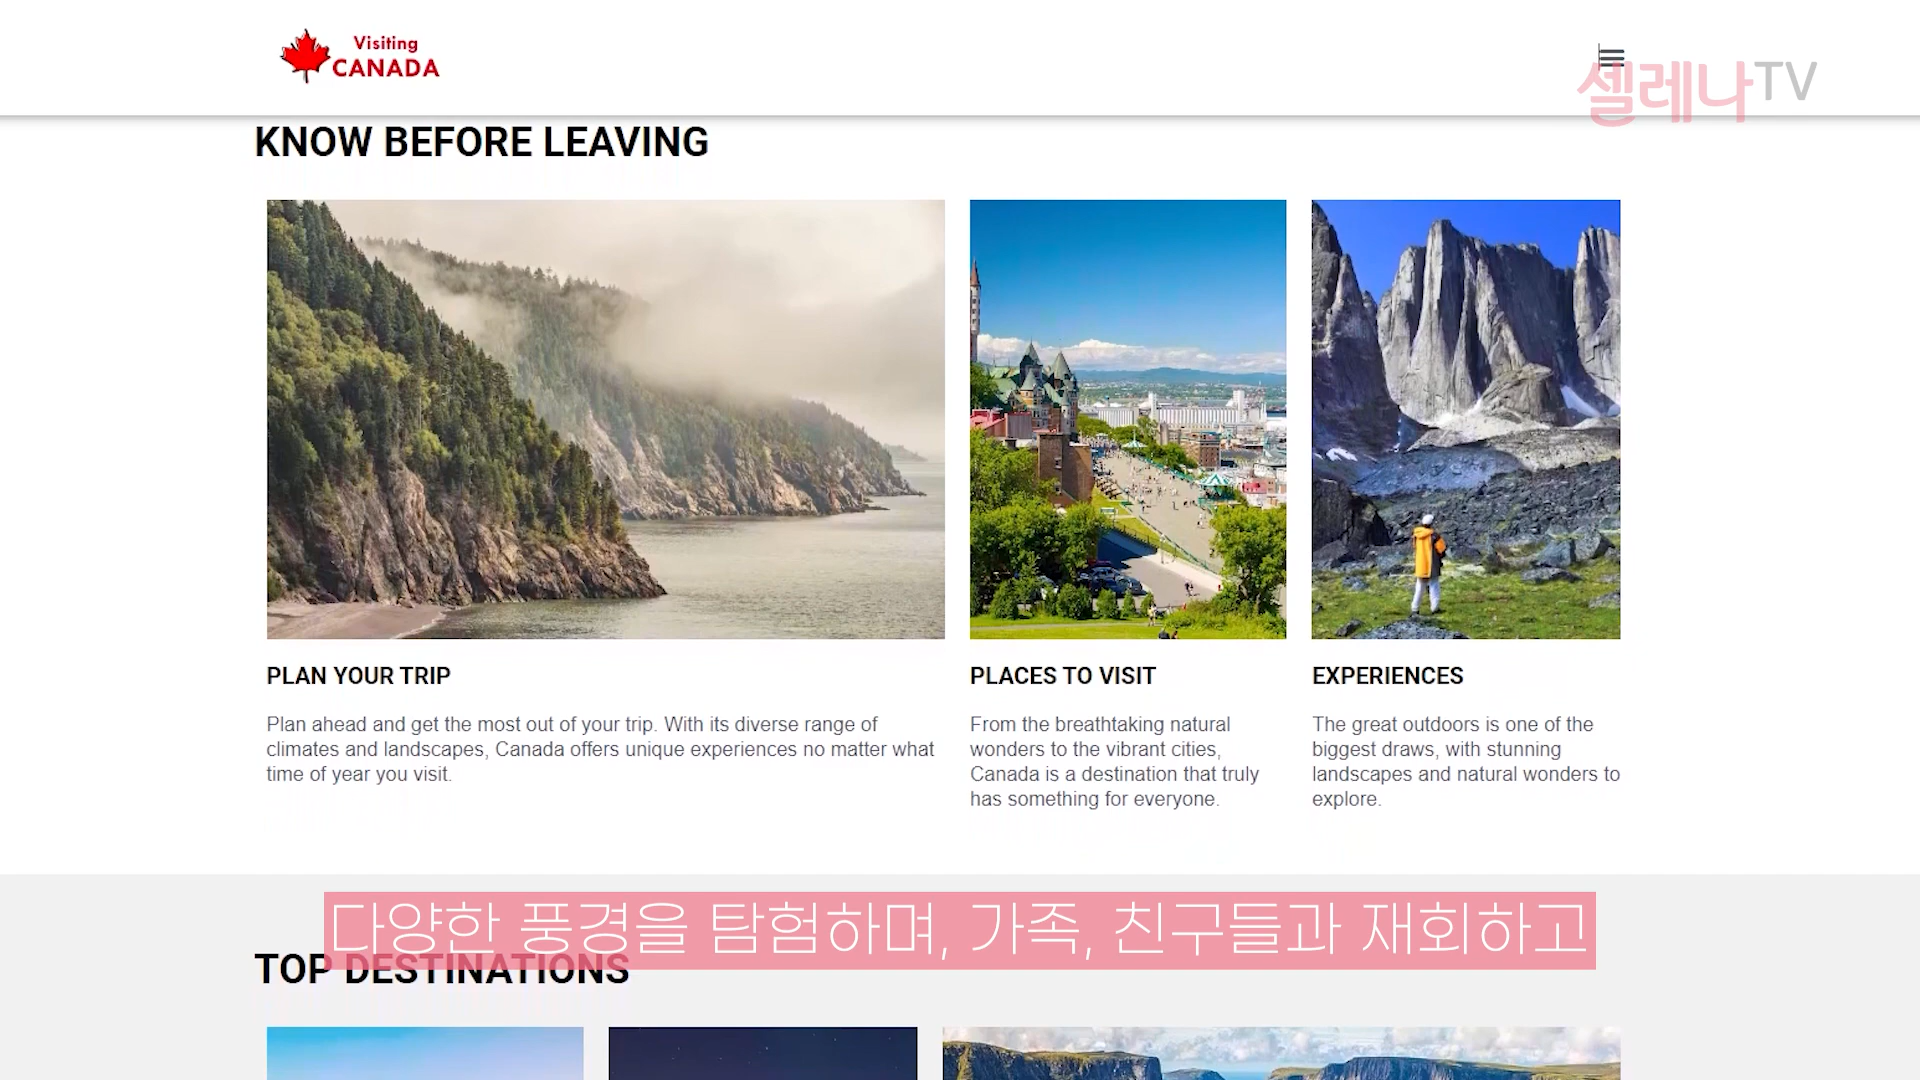 Visiting
CANADA
셀레나TV
KNOW BEFORE LEAVING
PLAN YOUR TRIP
Plan ahead and get the most out of your trip. With its diverse range of
climates and landscapes, Canada offers unique experiences no matter what
time of year you visit.
PLACES TO VISIT
From the breathtaking natural
wonders to the vibrant cities,
Canada is a destination that truly
has something for everyone.
EXPERIENCES
The great outdoors is one of the
biggest draws, with stunning
landscapes and natural wonders to
explore.
다양한 풍경을 탐험하며, 가족, 친구들과 재회하고
TOP DESTINATIONS